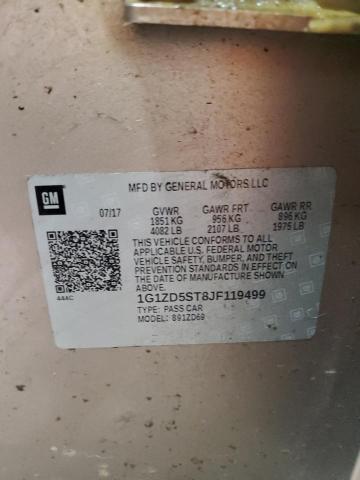 GM
MFD BY GENERAL MOTORS LLC
07/17 GVWR GAWR FRT GAWR RR
1851 KG 956 KG 896 KG
4082 LB 2107 LB 1975 LB
THIS VEHICLE CONFORMS TO ALL
APPLICABLE U.S. FEDERAL MOTOR
VEHICLE SAFETY, BUMPER, AND THEFT
PREVENTION STANDARDS IN EFFECT ON
THE DATE OF MANUFACTURE SHOWN
ABOVE.
44AC 1G1ZD5ST8JF119499
TYPE: PASS CAR
MODEL: 891ZD69